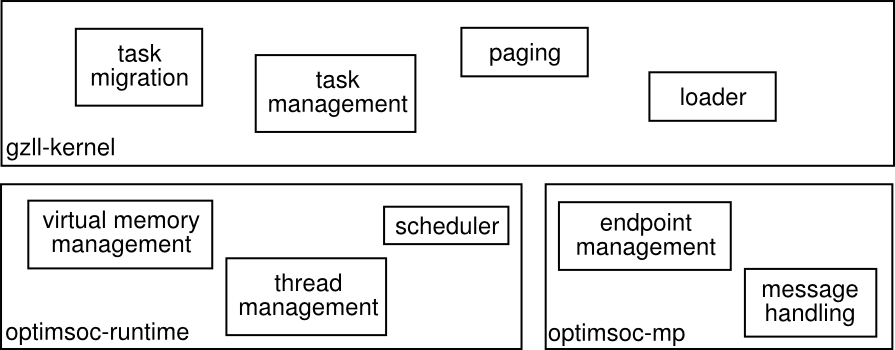 task
migration
task
management
paging
loader
gzll-kernel
virtual memory
management
scheduler
thread
management
optimsoc-runtime
endpoint
management
message
handling
optimsoc-mp